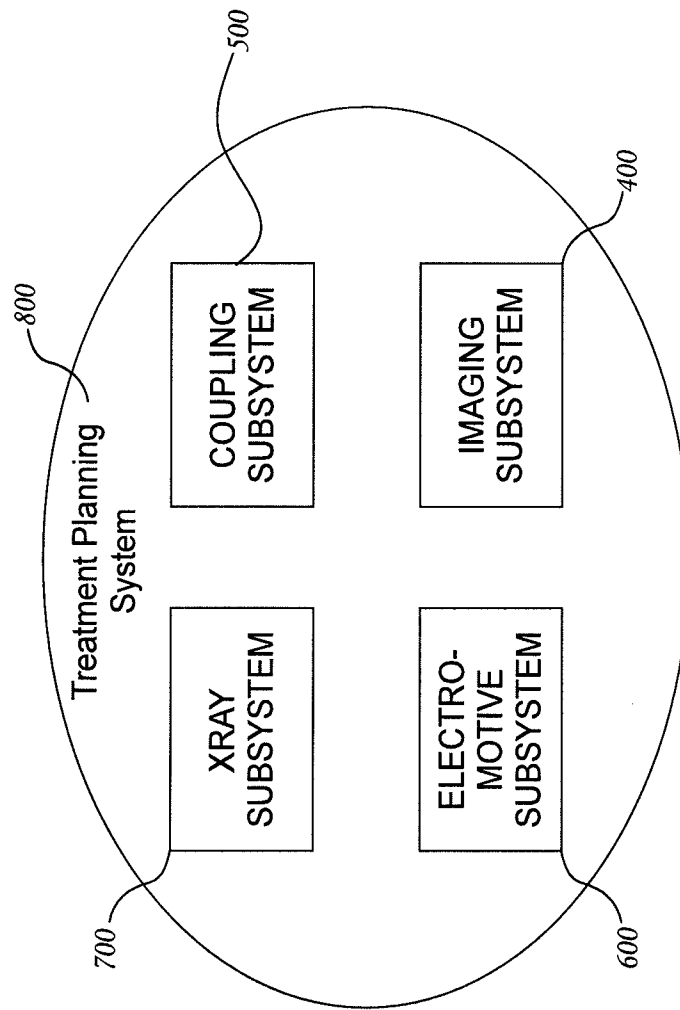 800
Treatment Planning
System
700
XRAY
SUBSYSTEM
COUPLING
SUBSYSTEM
500
ELECTRO-
MOTIVE
SUBSYSTEM
600
IMAGING
SUBSYSTEM
400